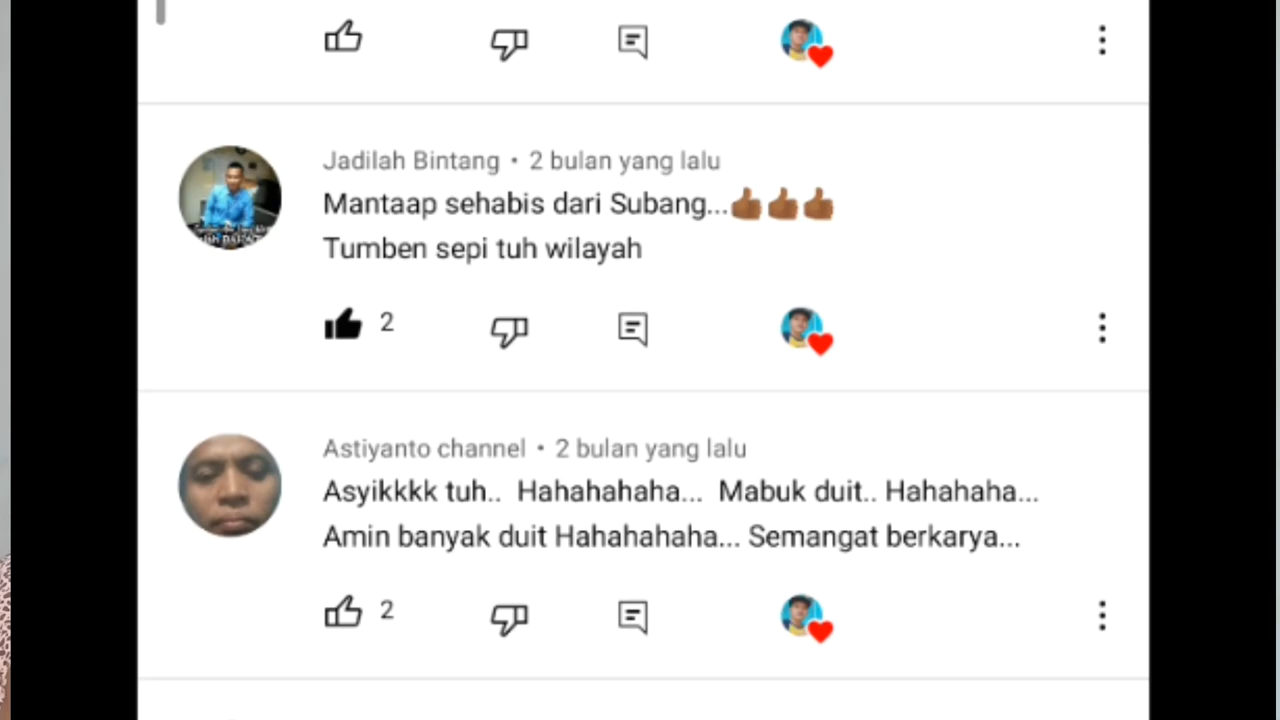 Jadilah Bintang • 2 bulan yang lalu
Mantaap sehabis dari Subang...👍🏾👍🏾👍🏾
Tumben sepi tuh wilayah
2
Astiyanto channel • 2 bulan yang lalu
Asyikkkk tuh.. Hahahahaha... Mabuk duit.. Hahahaha...
Amin banyak duit Hahahahaha... Semangat berkarya...
2